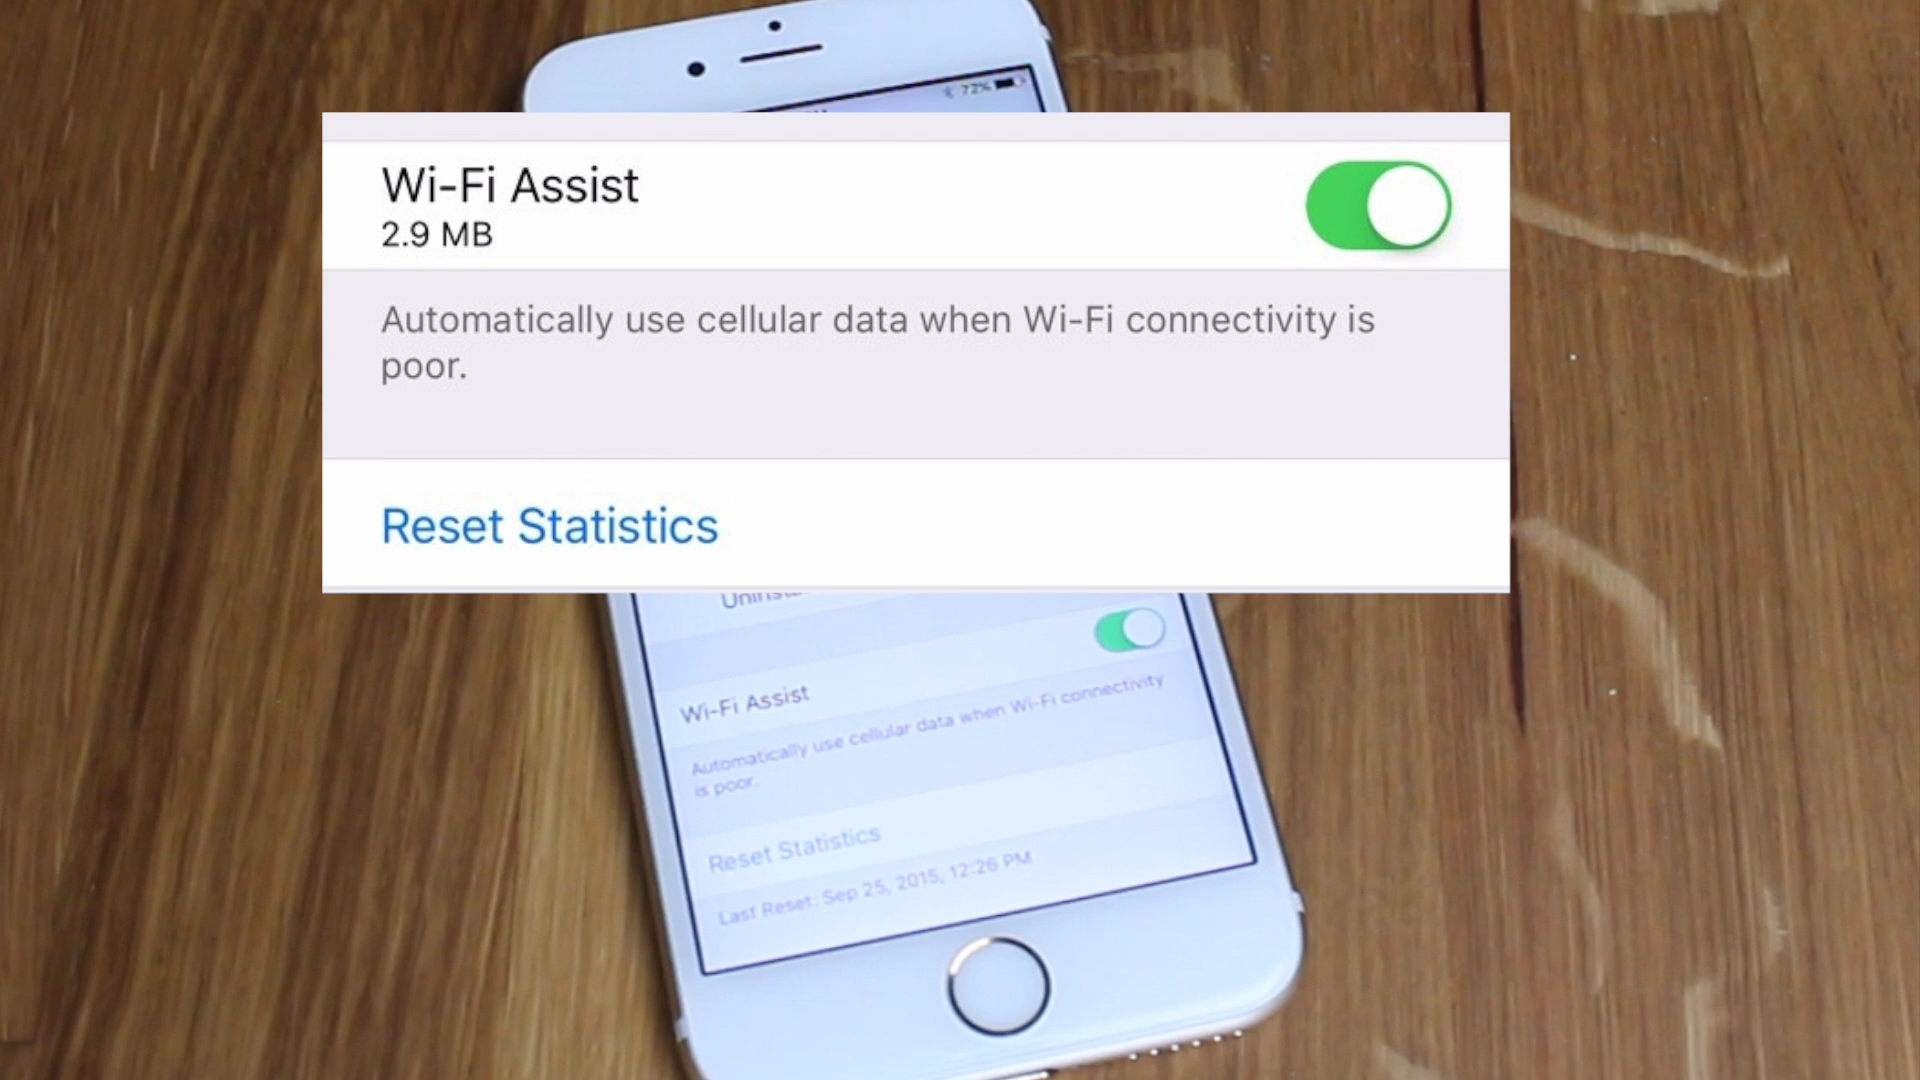 72%
Wi-Fi Assist
2.9 MB
Automatically use cellular data when Wi-Fi connectivity is
poor.
Reset Statistics
Wi-Fi Assist
Automatically use cellular data when Wi-Fi connectivity
is poor.
Reset Statistics
Last Reset: Sep 25, 2015, 12:26 PM